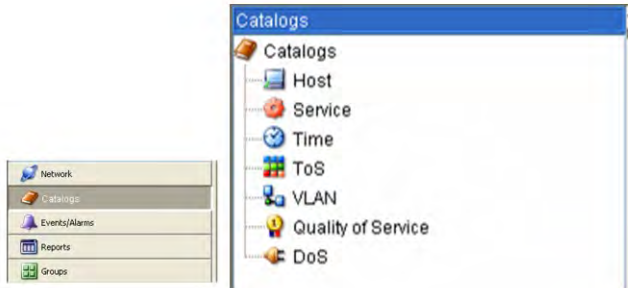 Network
Catalogs
Events/Alarms
Reports
Groups
Catalogs
Catalogs
Host
Service
Time
ToS
VLAN
Quality of Service
DoS